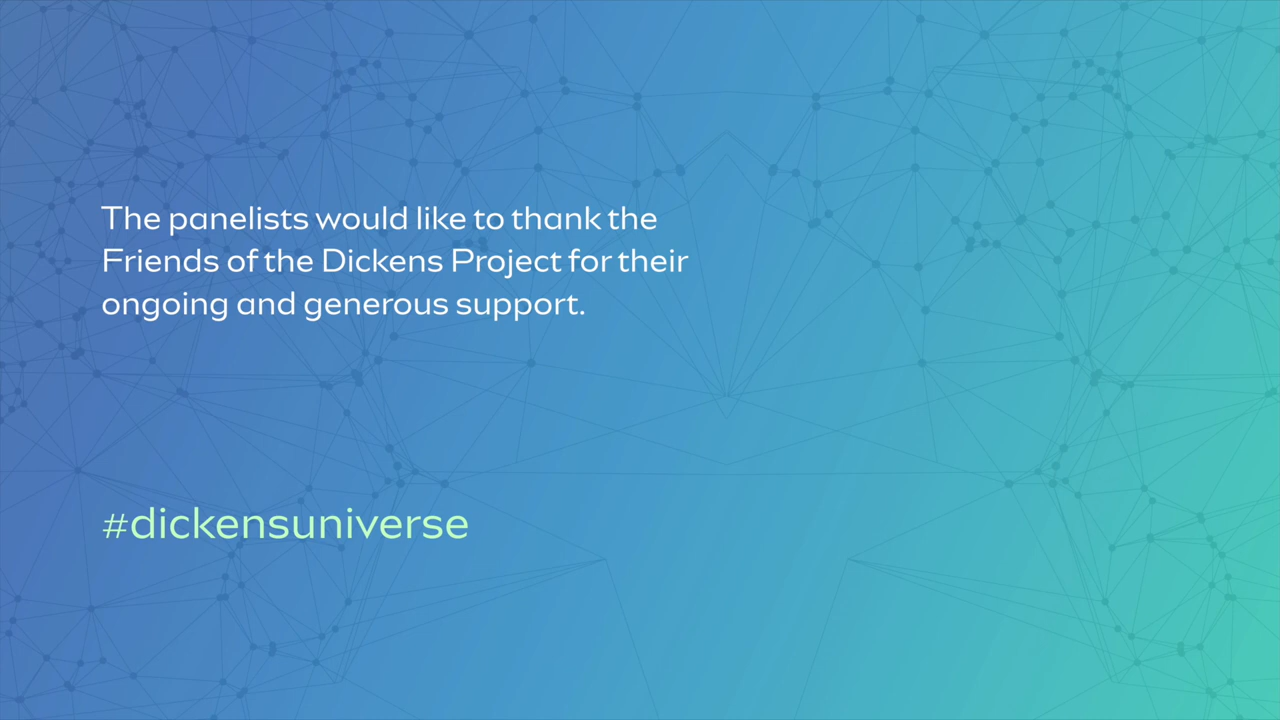 The panelists would like to thank the
Friends of the Dickens Project for their
ongoing and generous support.
#dickensuniverse